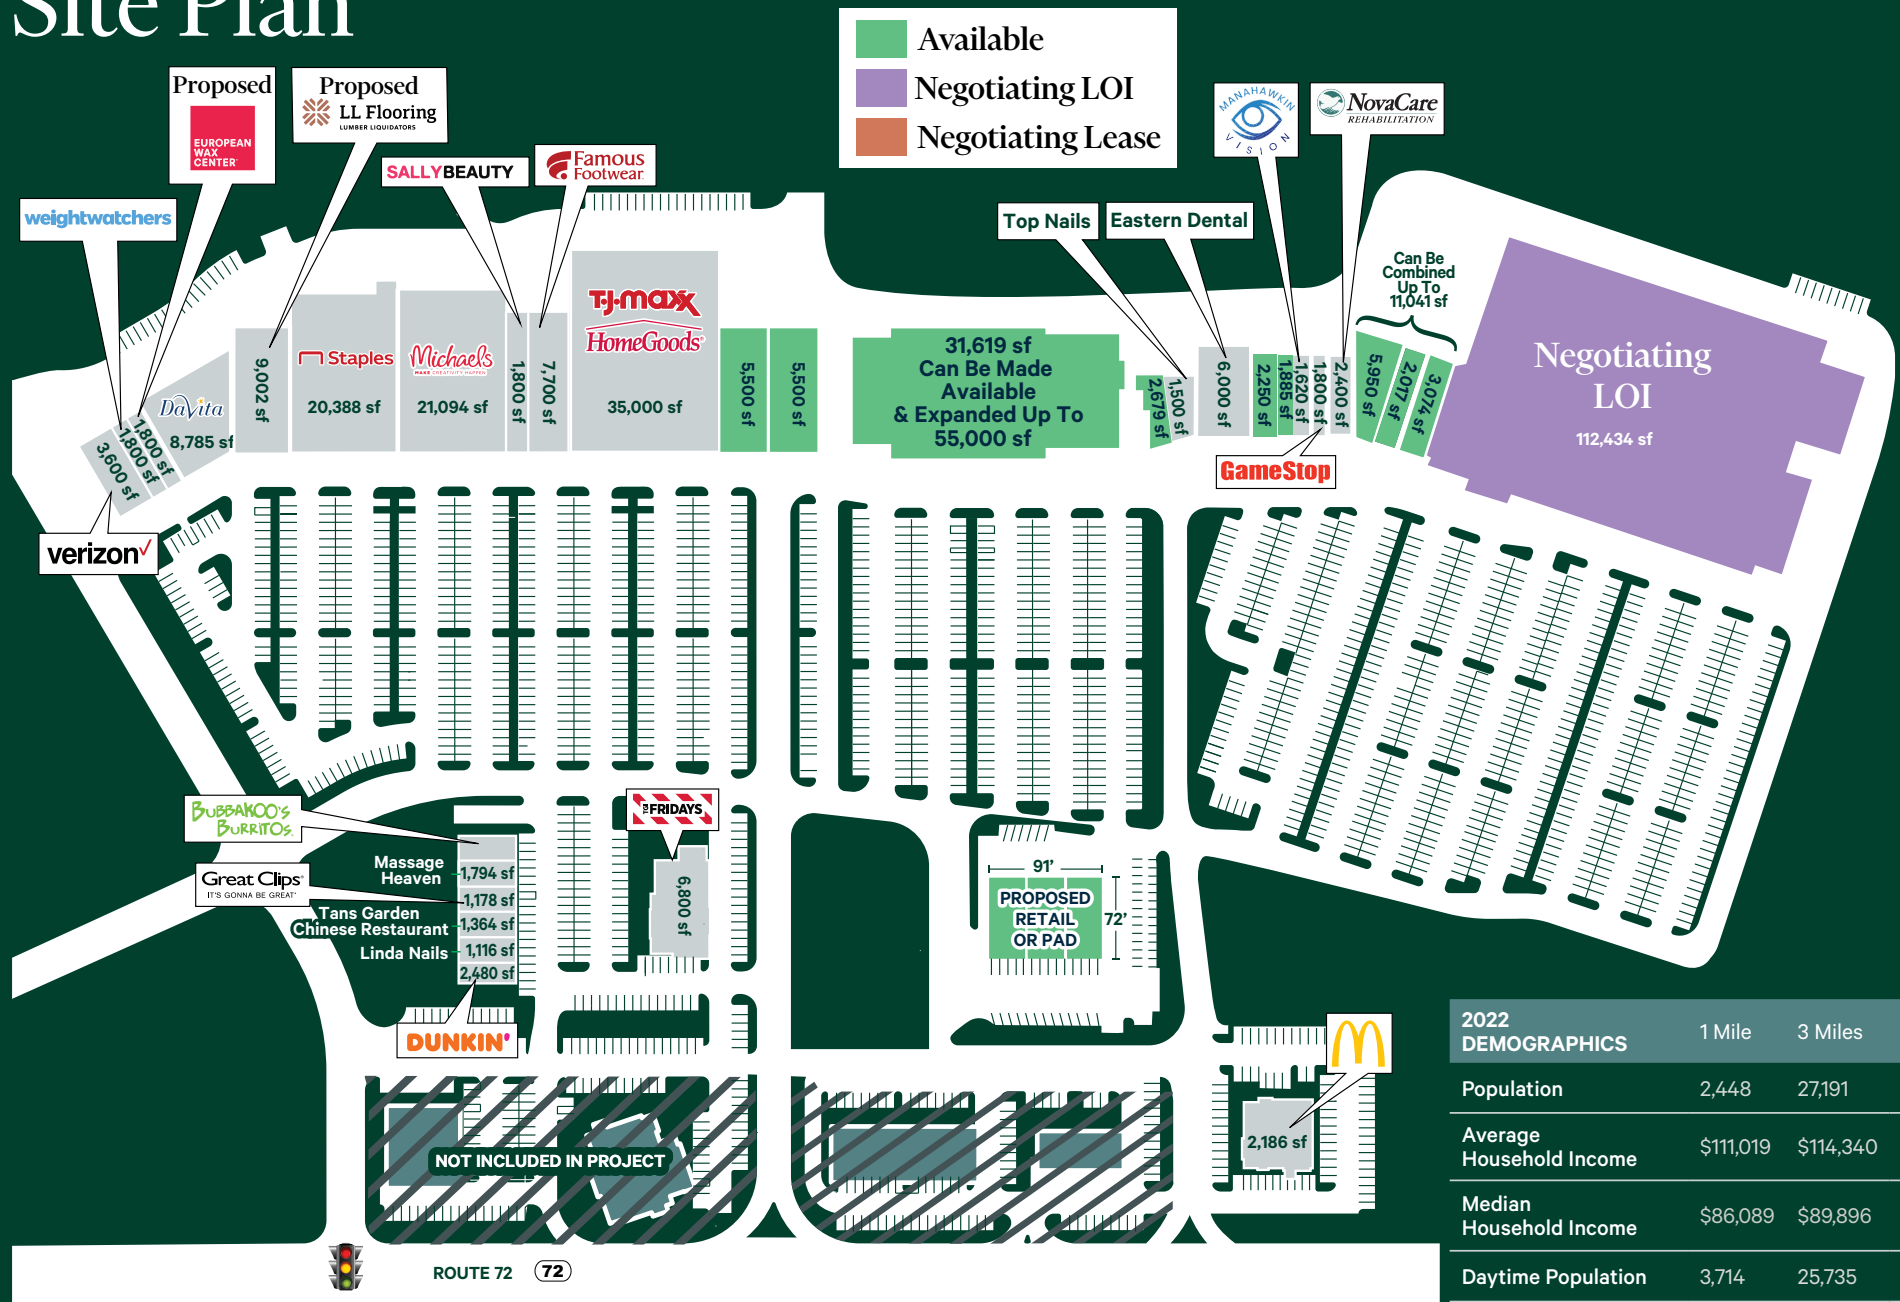 Site Plan
Available
Negotiating LOI
Negotiating Lease
Proposed
EUROPEAN
WAX
CENTER
Proposed
LL Flooring
LUMBER LIQUIDATORS
SALLYBEAUTY
Famous
Footwear
weightwatchers
MANAHAWKIN
VISION
NovaCare
REHABILITATION
Top Nails
Eastern Dental
Can Be
Combined
Up To
11,041 sf
3,600 sf
1,800 sf
1,800 sf
DaVita
8,785 sf
9,002 sf
Staples
20,388 sf
Michaels
MAKE CREATIVITY HAPPEN
21,094 sf
1,800 sf
7,700 sf
T.J.maxx
HomeGoods
35,000 sf
5,500 sf
5,500 sf
31,619 sf
Can Be Made
Available
& Expanded Up To
55,000 sf
2,679 sf
1,500 sf
6,000 sf
2,250 sf
1,885 sf
1,620 sf
1,800 sf
2,400 sf
5,950 sf
2,017 sf
3,074 sf
Negotiating
LOI
112,434 sf
GameStop
verizon
BUBBAKOO'S
BURRITOS
Massage
Heaven
1,794 sf
Great Clips
IT'S GONNA BE GREAT
1,178 sf
Tans Garden
Chinese Restaurant
1,364 sf
Linda Nails
1,116 sf
2,480 sf
DUNKIN'
FRIDAYS
6,800 sf
91'
PROPOSED
RETAIL
OR PAD
72'
2,186 sf
NOT INCLUDED IN PROJECT
ROUTE 72
72
2022
DEMOGRAPHICS
1 Mile
3 Miles
Population
2,448
27,191
Average
Household Income
$111,019
$114,340
Median
Household Income
$86,089
$89,896
Daytime Population
3,714
25,735